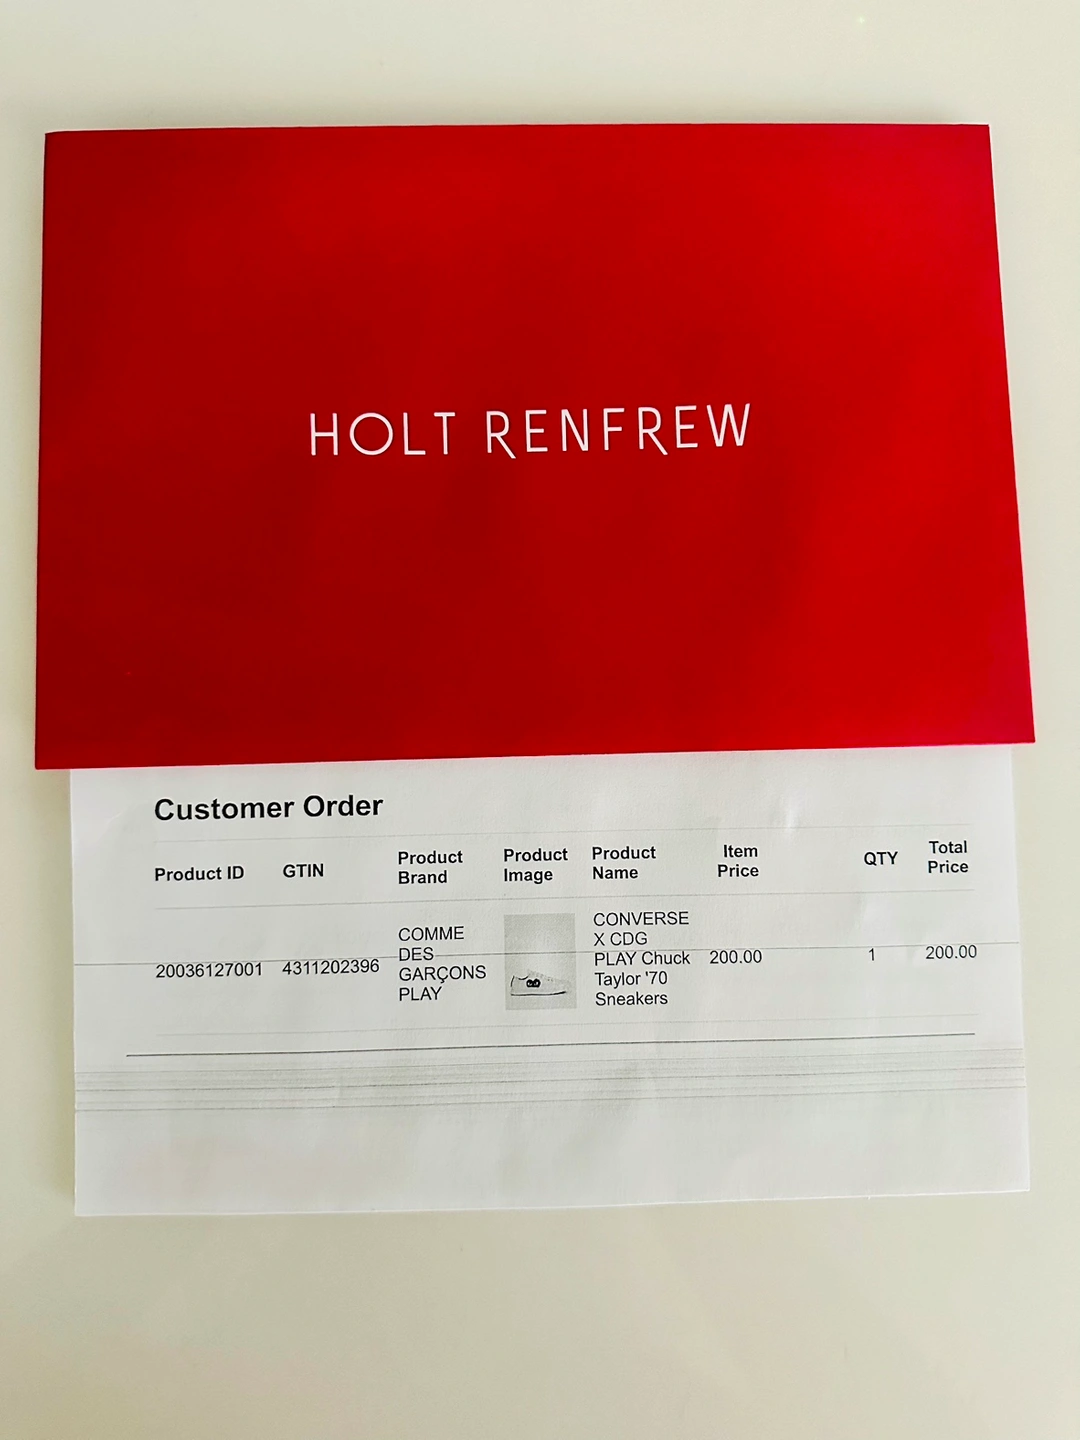 HOLT RENFREW
Customer Order
Product ID
GTIN
Product
Brand
Product
Image
Product
Name
Item
Price
QTY
Total
Price
20036127001
4311202396
COMME
DES
GARÇONS
PLAY
CONVERSE
X CDG
PLAY Chuck
Taylor '70
Sneakers
200.00
1
200.00